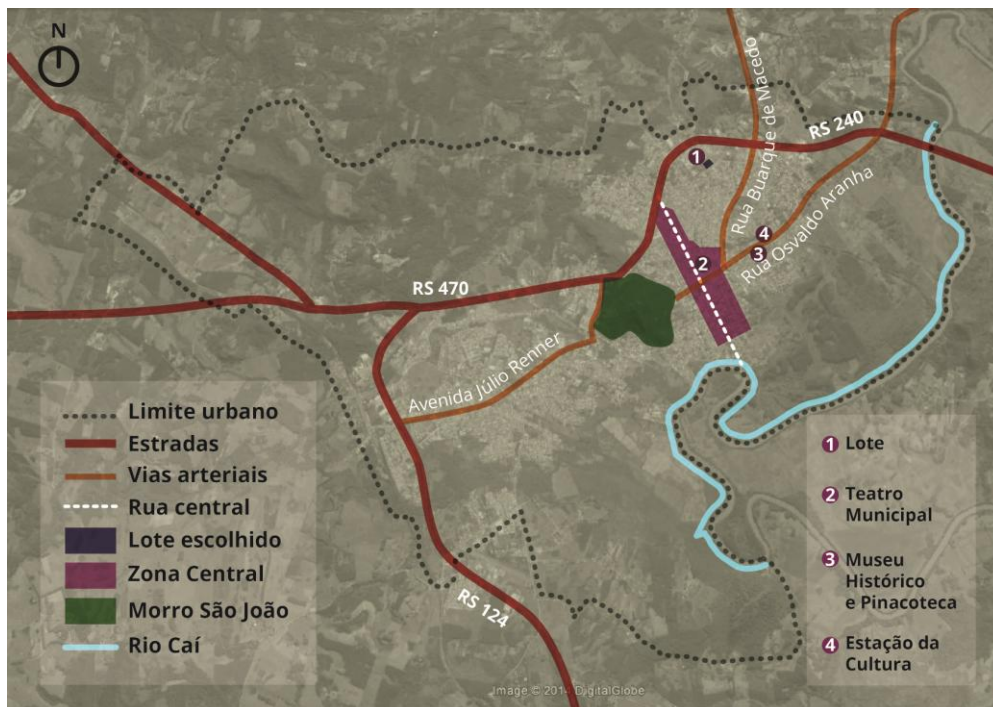 N
RS 240
Rua Buarque de Macedo
Rua Osvaldo Aranha
RS 470
Avenida Júlio Renner
RS 124
1
2
3
4
Limite urbano
Estradas
Vias arteriais
Rua central
Lote escolhido
Zona Central
Morro São João
Rio Caí
1 Lote
2 Teatro
Municipal
3 Museu
Histórico
e Pinacoteca
4 Estação da
Cultura
DigitalGlobe